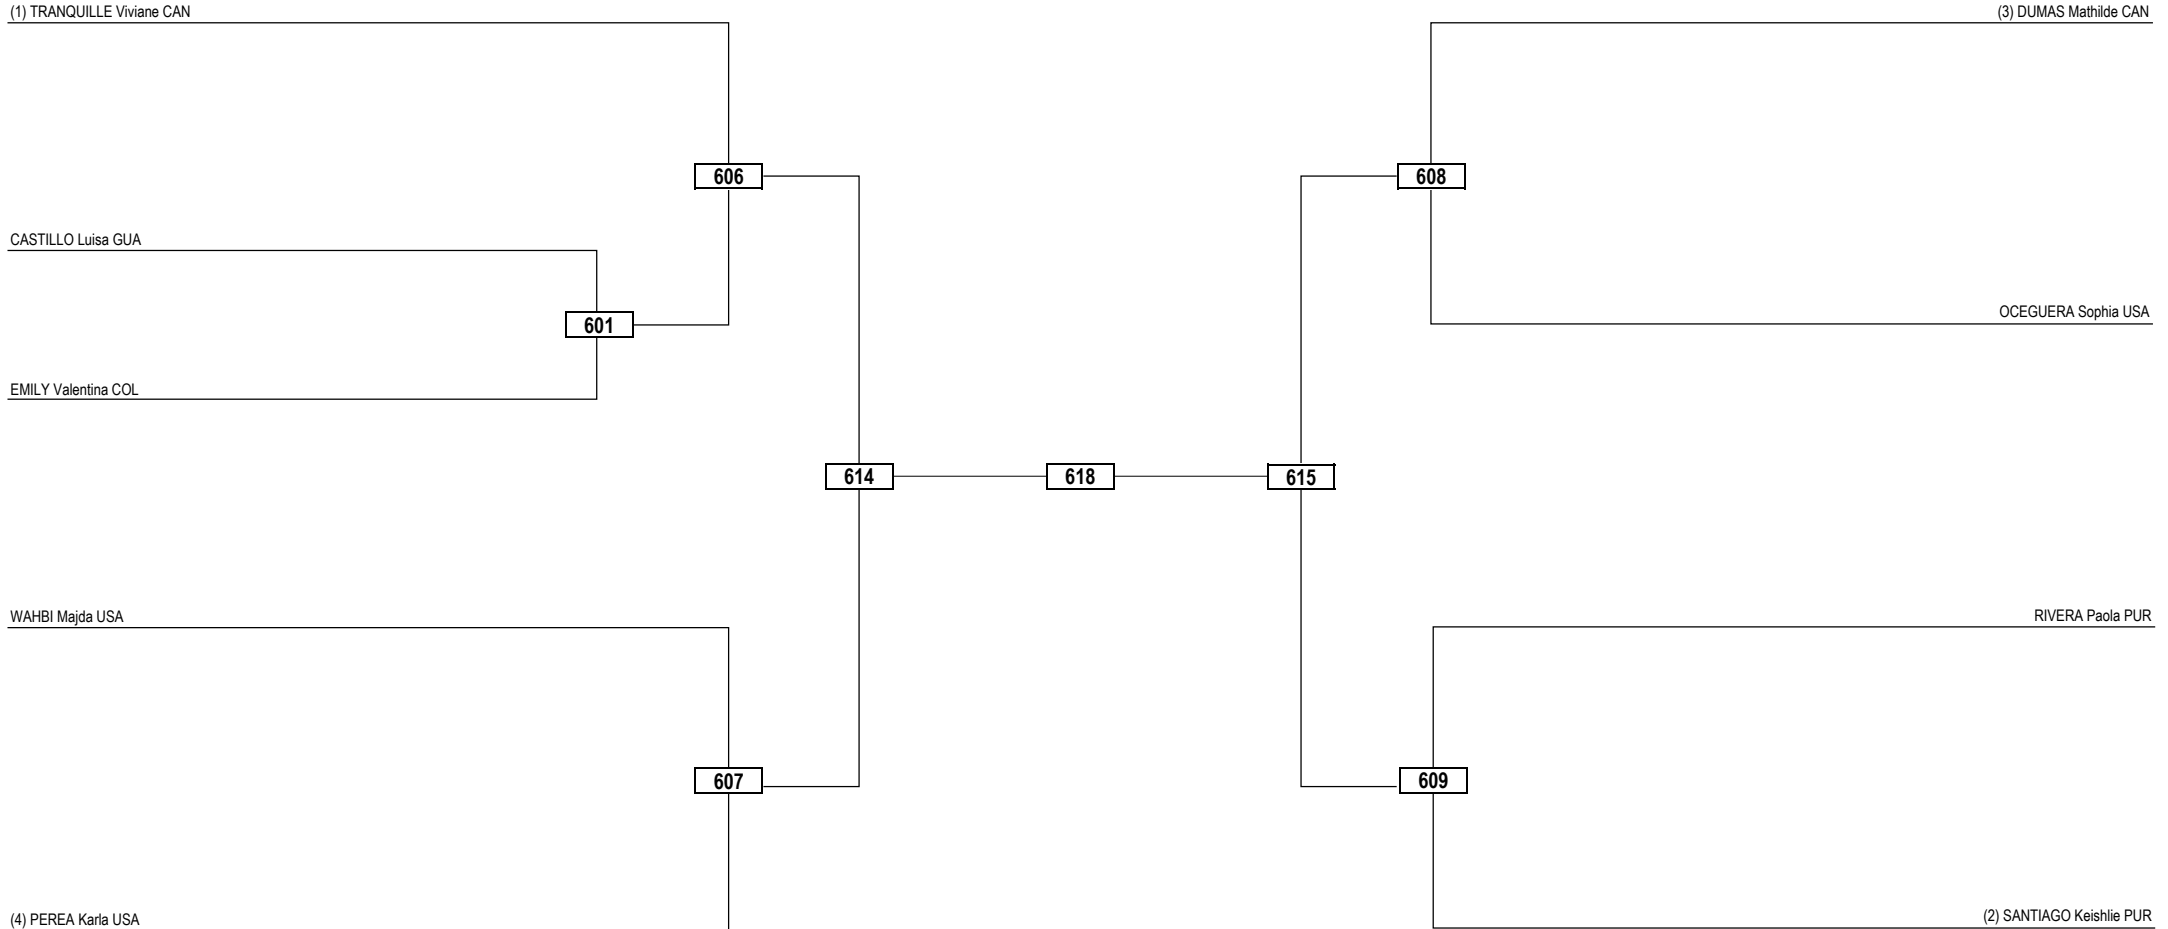 (1) TRANQUILLE Viviane CAN
(3) DUMAS Mathilde CAN
606
608
CASTILLO Luisa GUA
601
OCEGUERA Sophia USA
EMILY Valentina COL
614
618
615
WAHBI Majda USA
RIVERA Paola PUR
607
609
(4) PEREA Karla USA
(2) SANTIAGO Keishlie PUR